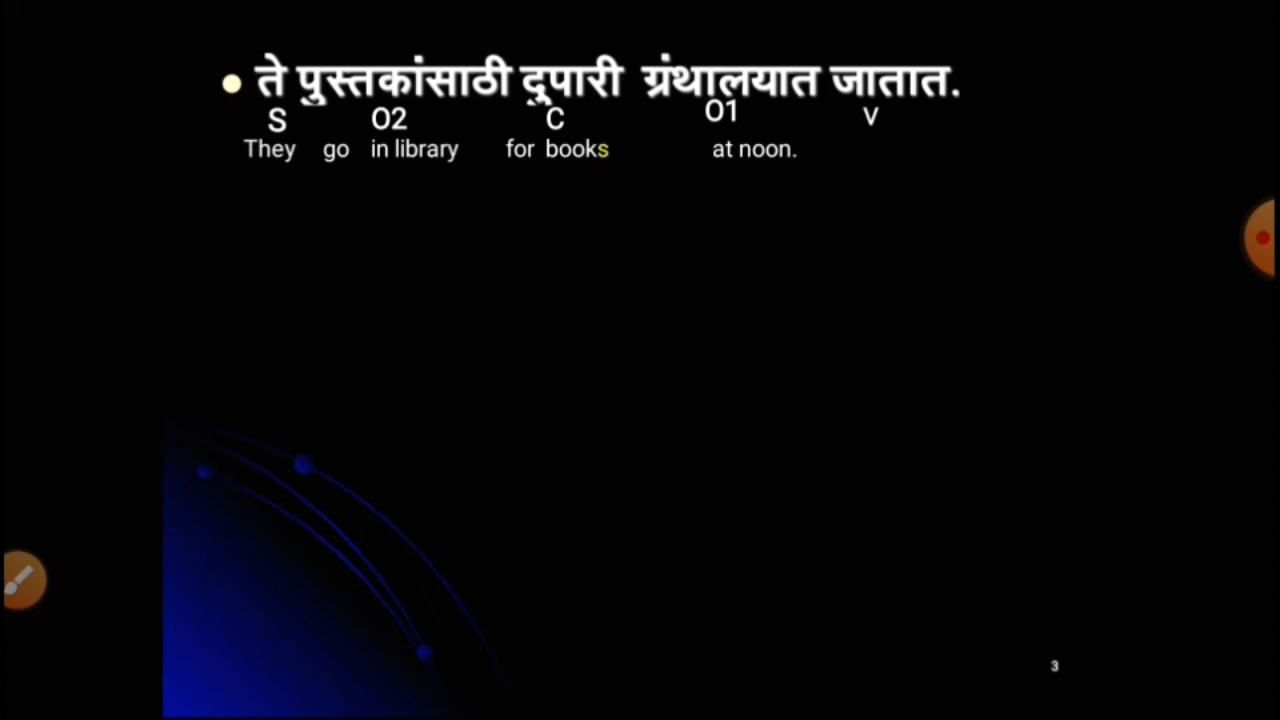 ते पुस्तकांसाठी दुपारी ग्रंथालयात जातात.
S O2 C O1 V
They go in library for books at noon.
3